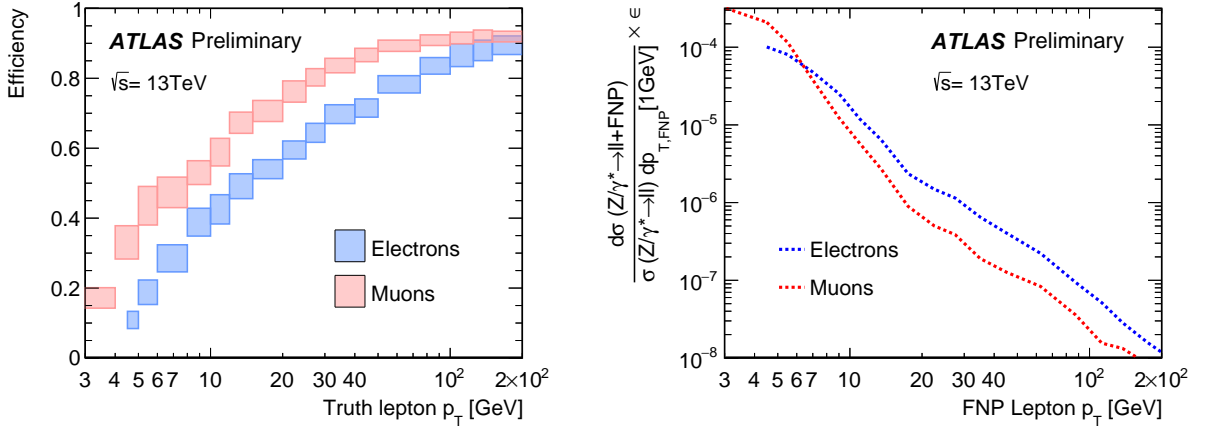 Efficiency
1
0.8
0.6
0.4
0.2
0
ATLAS Preliminary
√s= 13TeV
Electrons
Muons
3 4 5 6 7 10 20 30 40 10² 2×10²
Truth lepton p_T [GeV]
dσ (Z/γ*→ll+FNP)
σ (Z/γ*→ll) dp_T,FNP [1GeV]
× ∈
10⁻⁴
10⁻⁵
10⁻⁶
10⁻⁷
10⁻⁸
ATLAS Preliminary
√s= 13TeV
Electrons
Muons
3 4 5 6 7 10 20 30 40 10² 2×10²
FNP Lepton p_T [GeV]